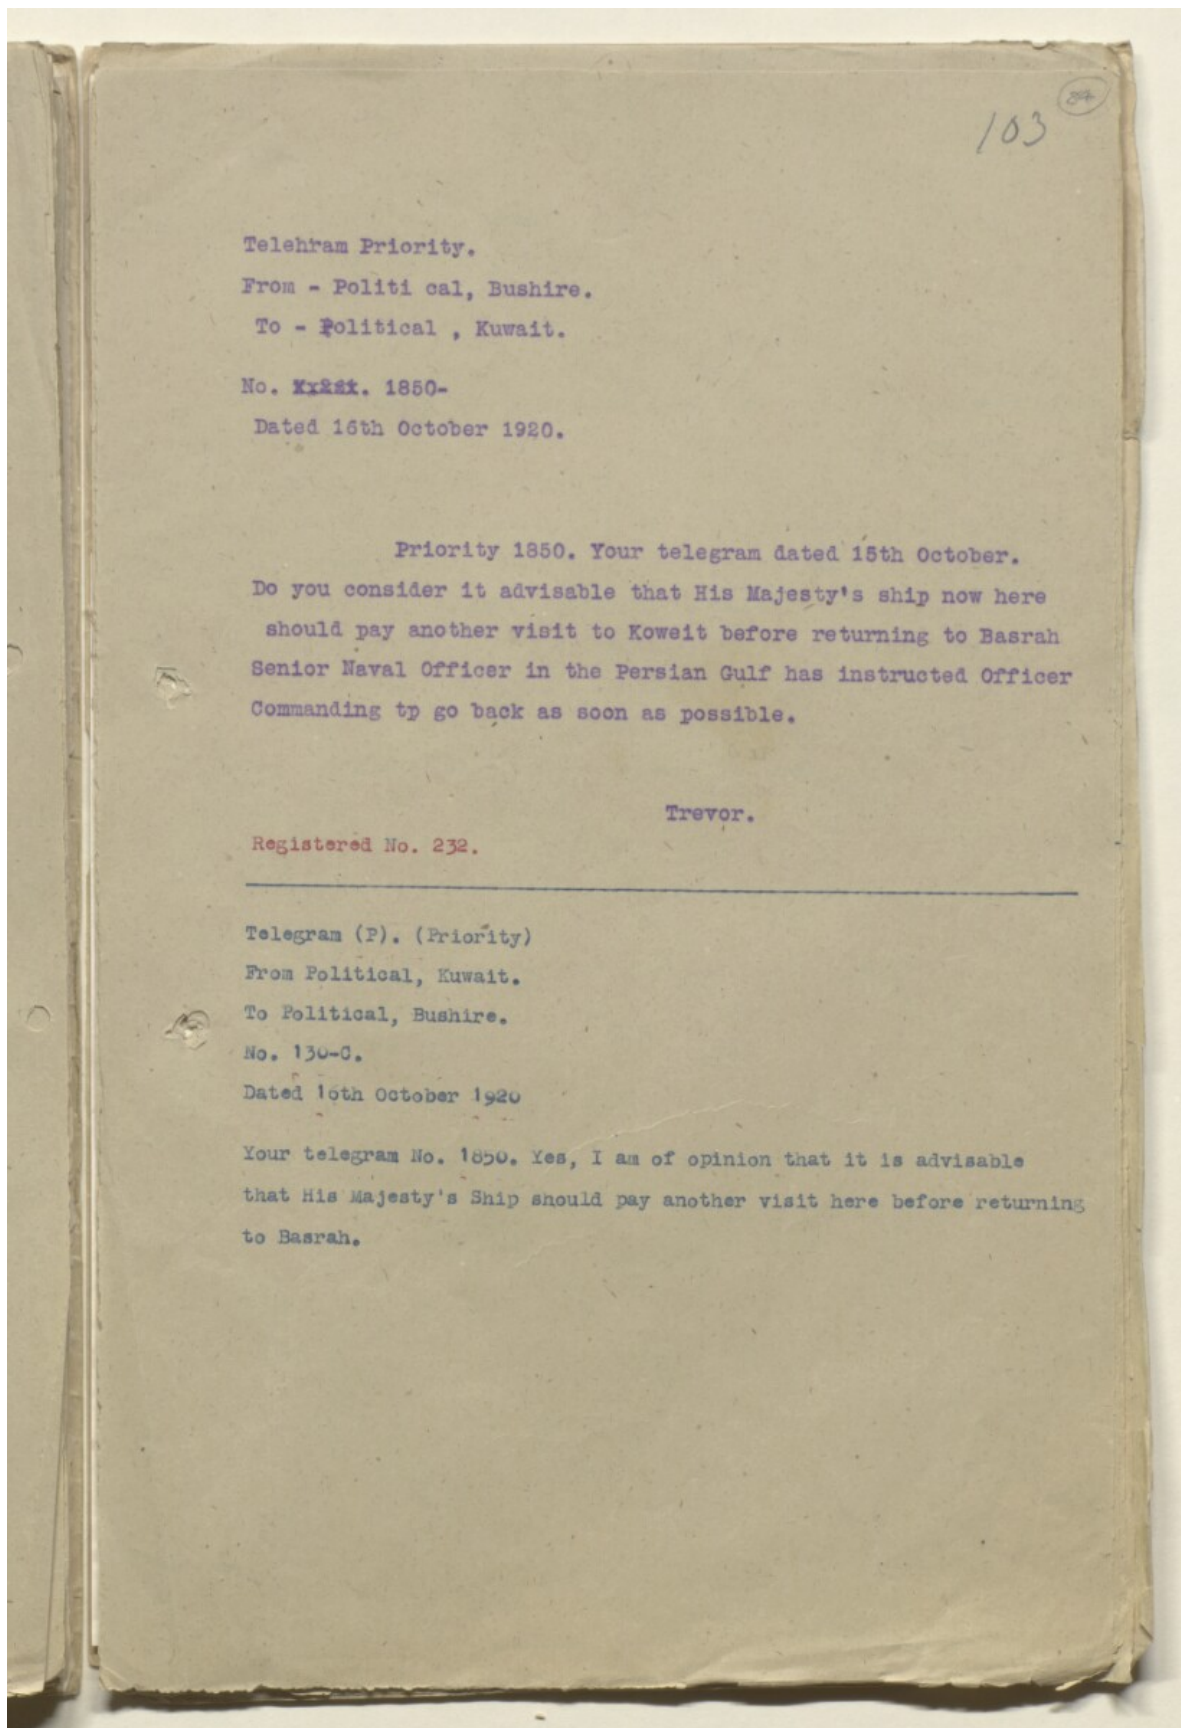 103
Telehram Priority.
From - Politi cal, Bushire.
To - Political , Kuwait.
No. 1850-
Dated 16th October 1920.
Priority 1850. Your telegram dated 15th October.
Do you consider it advisable that His Majesty's ship now here
should pay another visit to Koweit before returning to Basrah
Senior Naval Officer in the Persian Gulf has instructed Officer
Commanding tp go back as soon as possible.
Trevor.
Registered No. 232.
Telegram (P). (Priority)
From Political, Kuwait.
To Political, Bushire.
No. 130-C.
Dated 16th October 1920
Your telegram No. 1850. Yes, I am of opinion that it is advisable
that His Majesty's Ship should pay another visit here before returning
to Basrah.